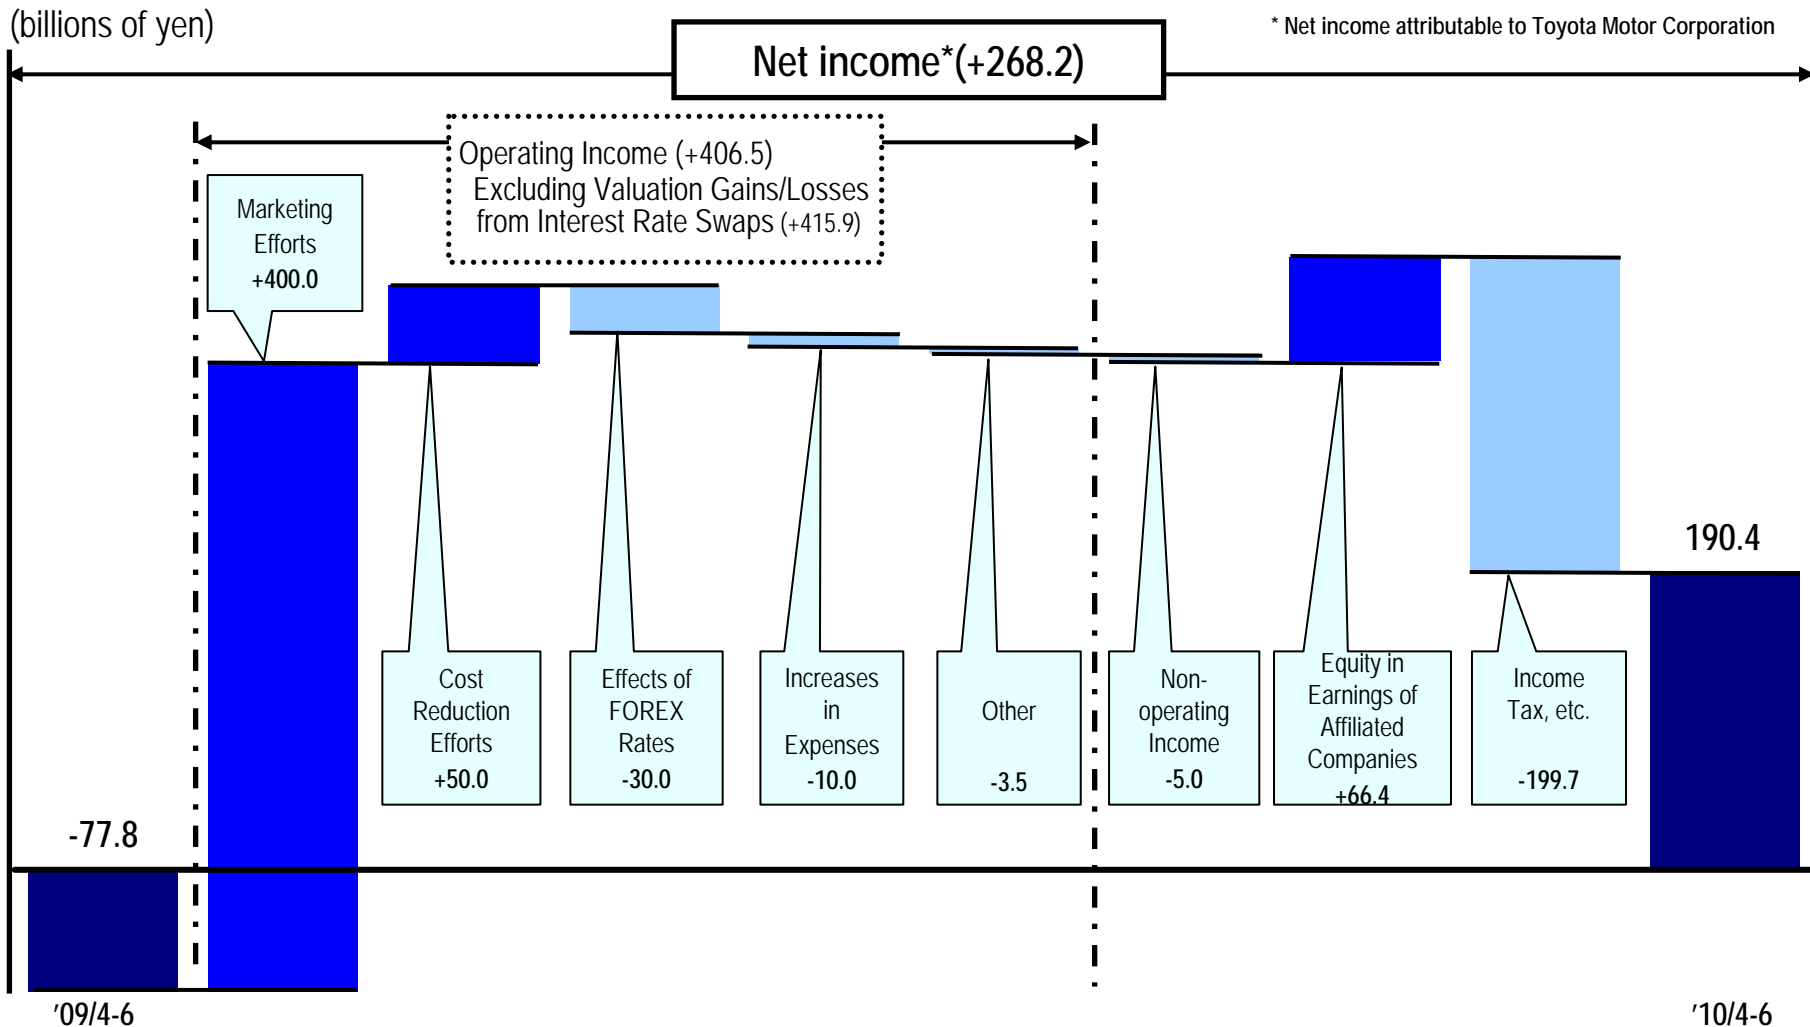 (billions of yen)
* Net income attributable to Toyota Motor Corporation
Net income*(+268.2)
Operating Income (+406.5)
Excluding Valuation Gains/Losses
from Interest Rate Swaps (+415.9)
Marketing
Efforts
+400.0
Cost
Reduction
Efforts
+50.0
Effects of
FOREX
Rates
-30.0
Increases
in
Expenses
-10.0
Other
-3.5
Non-
operating
Income
-5.0
Equity in
Earnings of
Affiliated
Companies
+66.4
Income
Tax, etc.
-199.7
190.4
-77.8
'09/4-6
'10/4-6